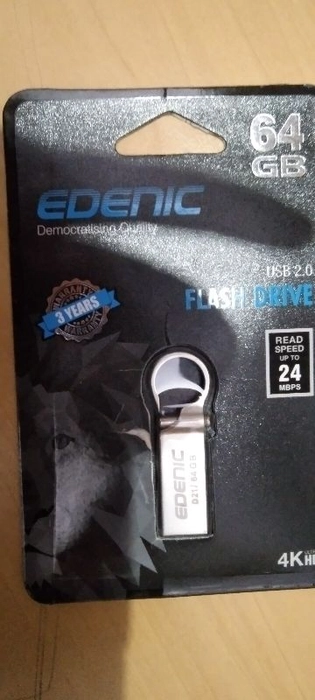 64
GB
EDENIC
Democratising Quality
USB 2.0
FLASH DRIVE
WARRANTY
3 YEARS
WARRANTY
READ
SPEED
UP TO
24
MBPS
EDENIC
D21/ 64 GB
4K